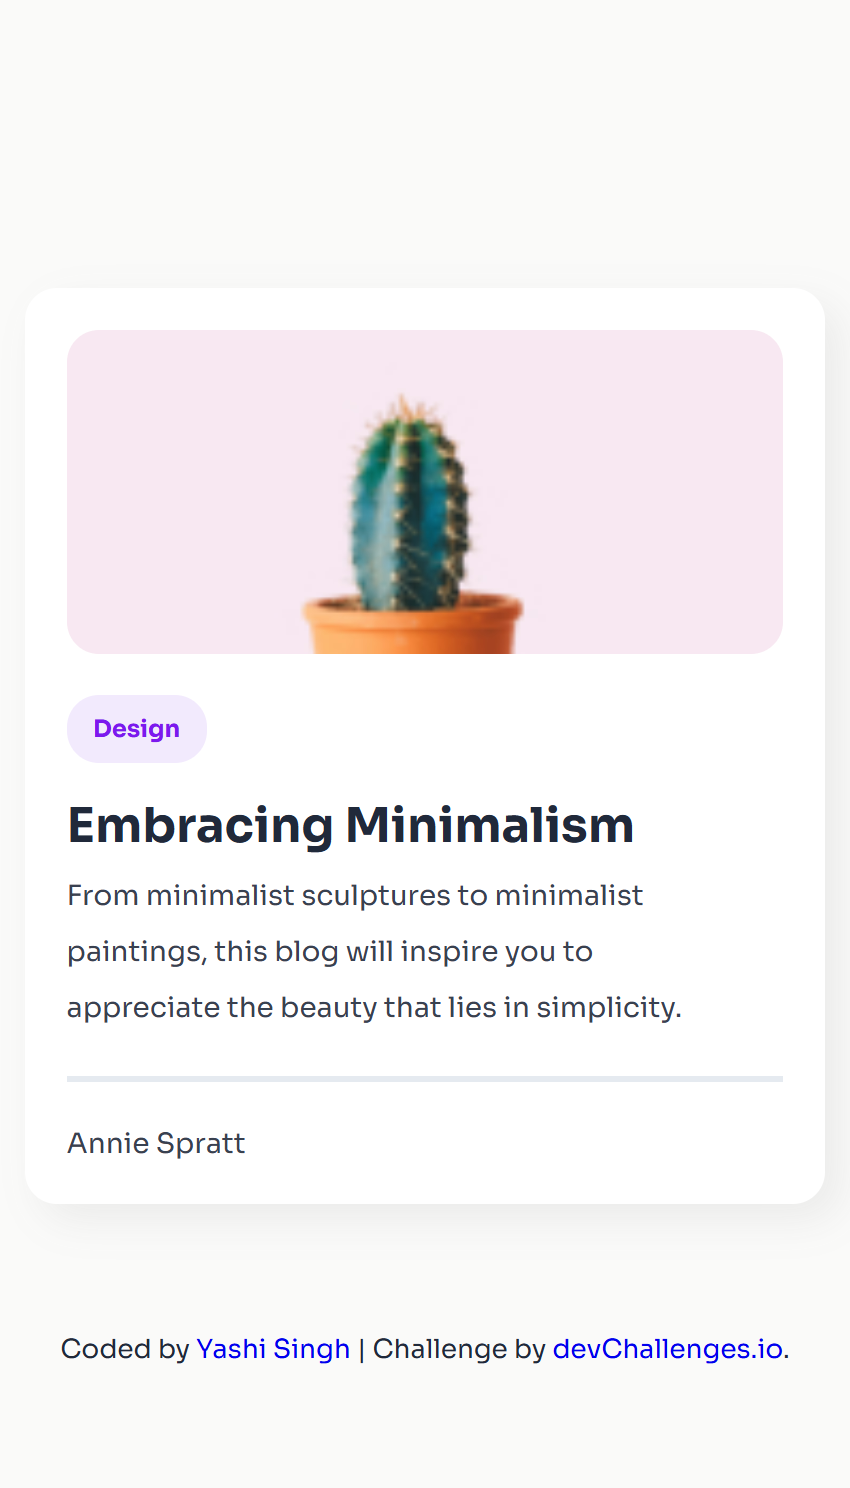 Design
Embracing Minimalism
From minimalist sculptures to minimalist
paintings, this blog will inspire you to
appreciate the beauty that lies in simplicity.
Annie Spratt
Coded by Yashi Singh | Challenge by devChallenges.io.